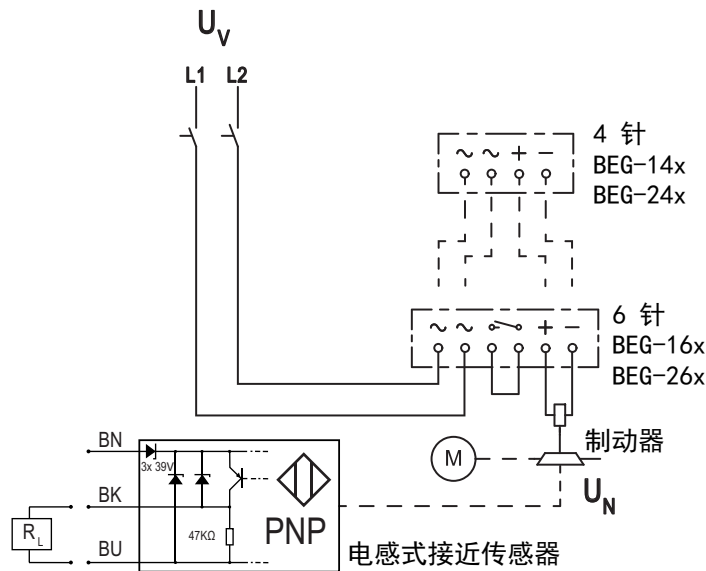 U_V
L1 L2
4 针
BEG-14x
BEG-24x
~ ~ + −
6 针
BEG-16x
BEG-26x
~ ~ + −
制动器
U_N
M
BN
3x 39V
BK
R_L
47KΩ
PNP
BU
电感式接近传感器